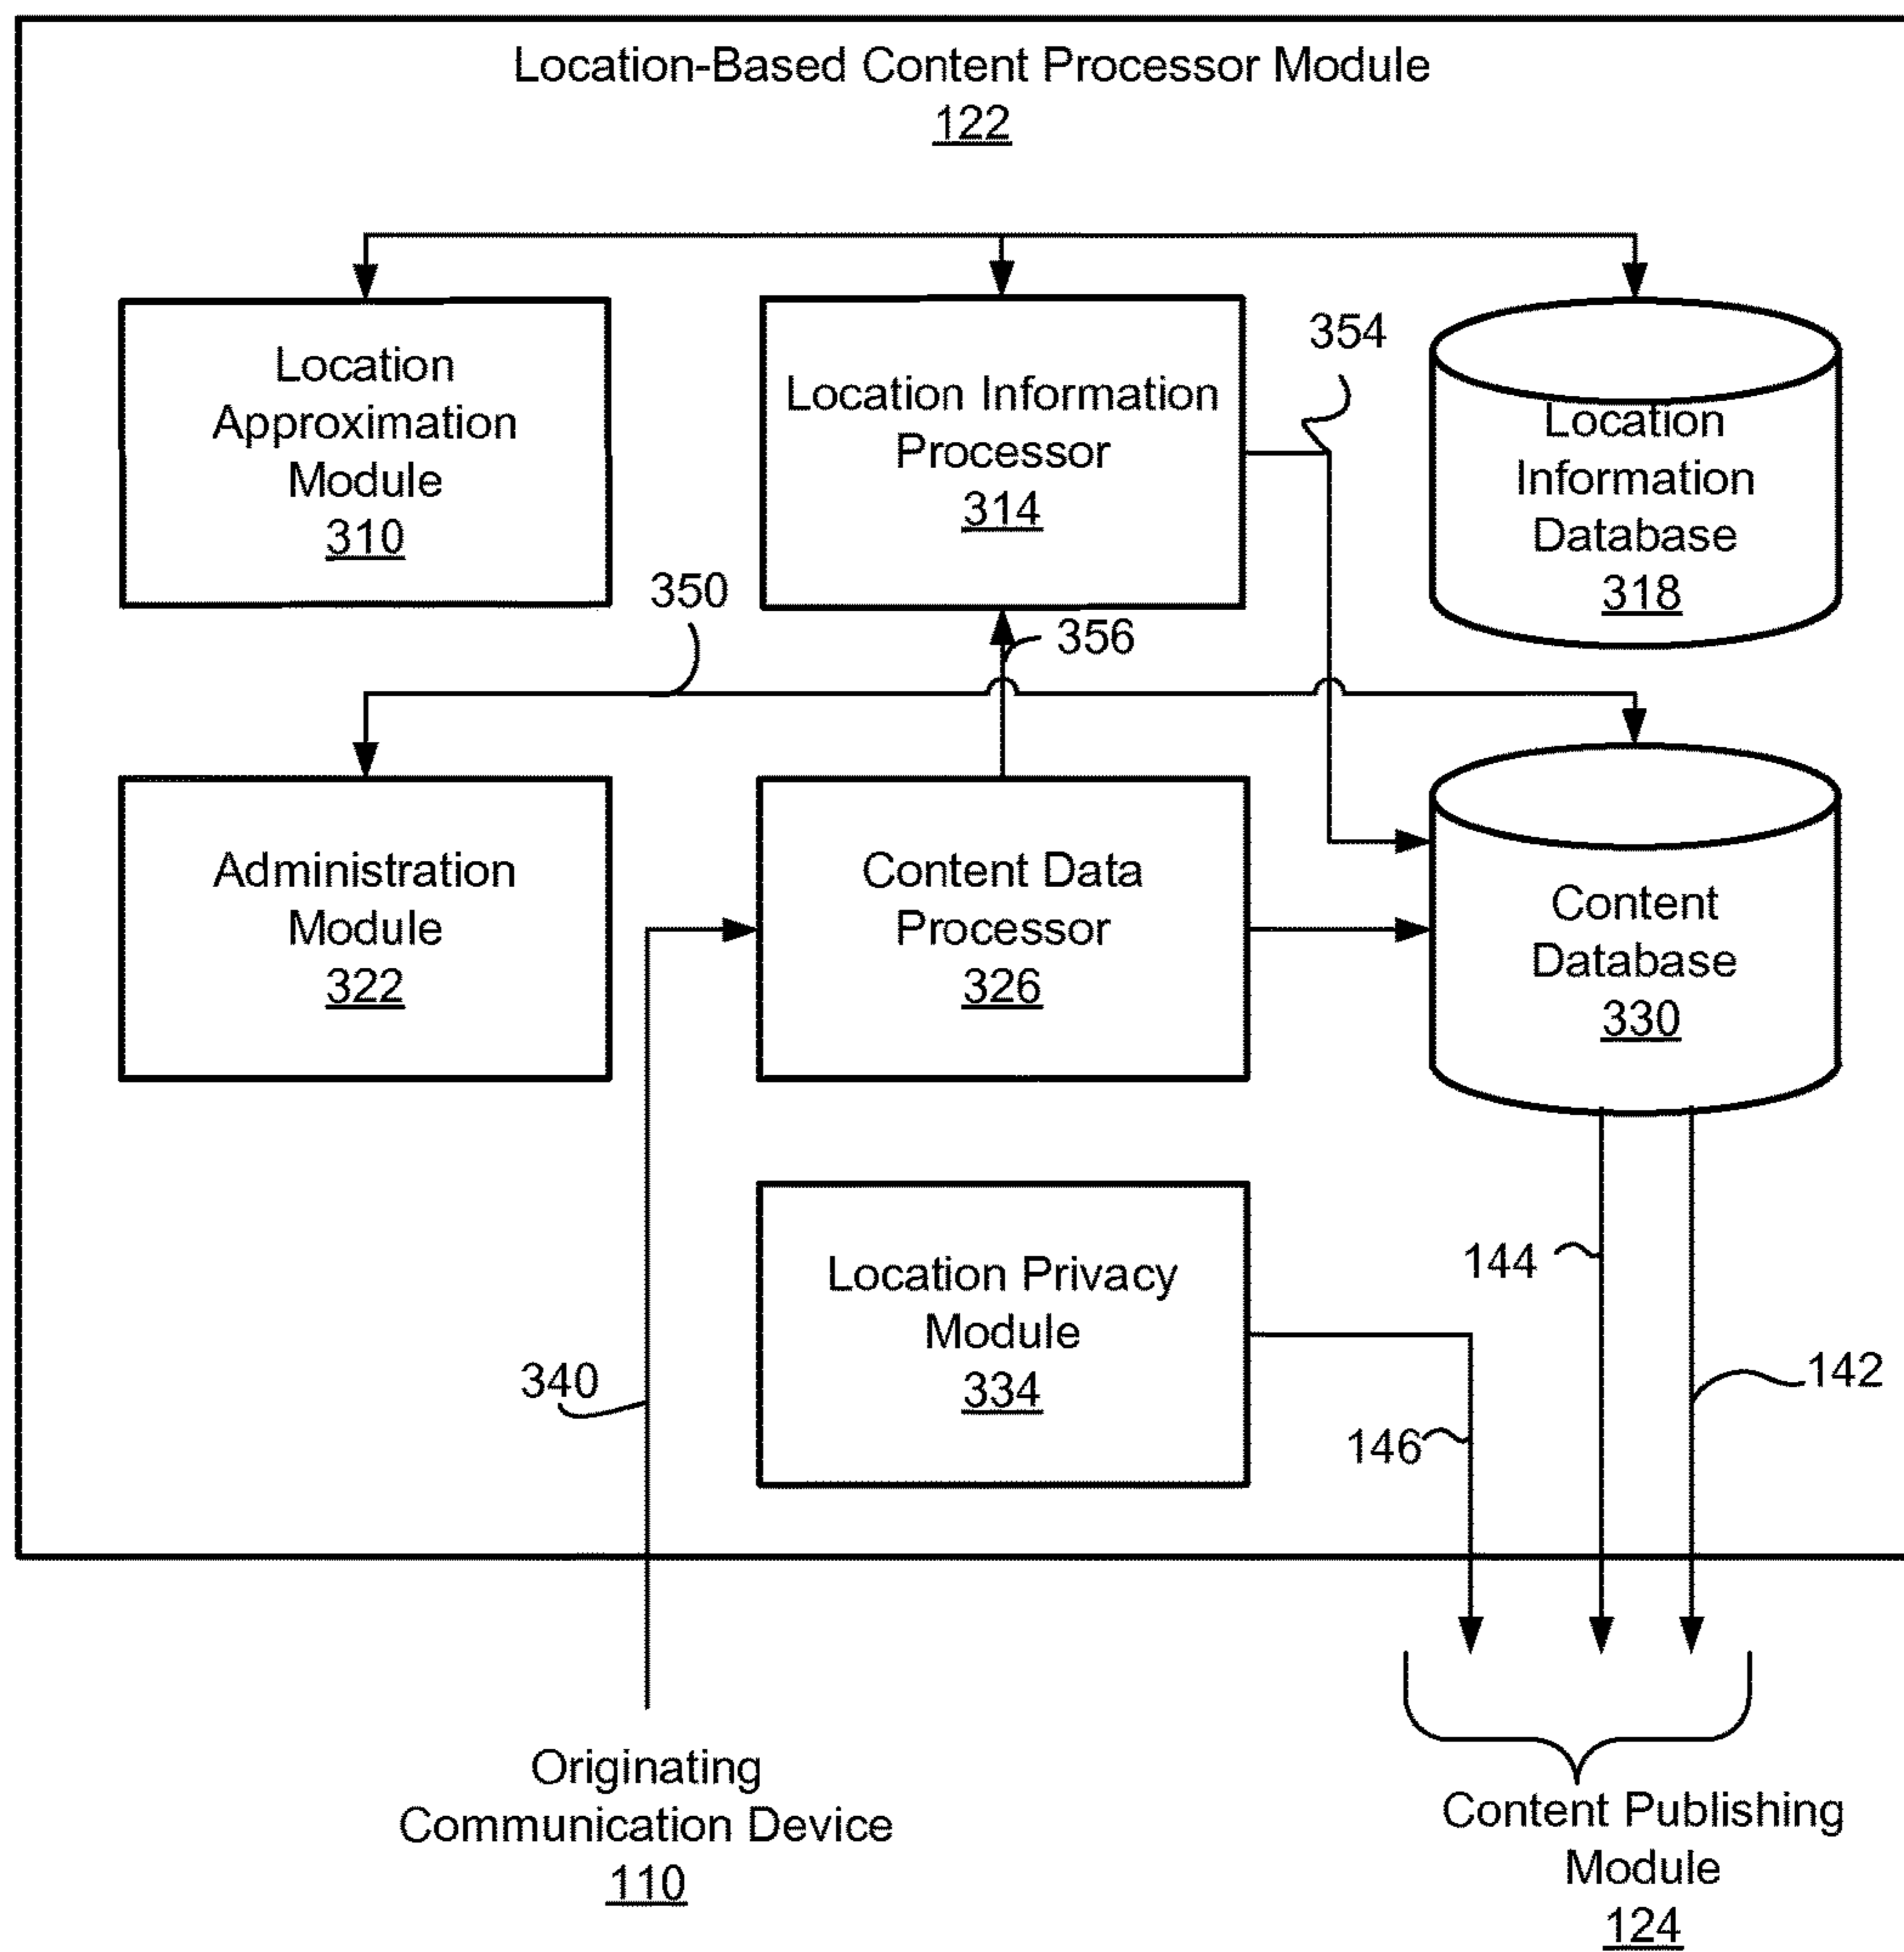 Location-Based Content Processor Module
122
Location
Approximation
Module
310
Location Information
Processor
314
354
Location
Information
Database
318
350
356
Administration
Module
322
Content Data
Processor
326
Content
Database
330
Location Privacy
Module
334
144
142
340
146
Originating
Communication Device
110
Content Publishing
Module
124